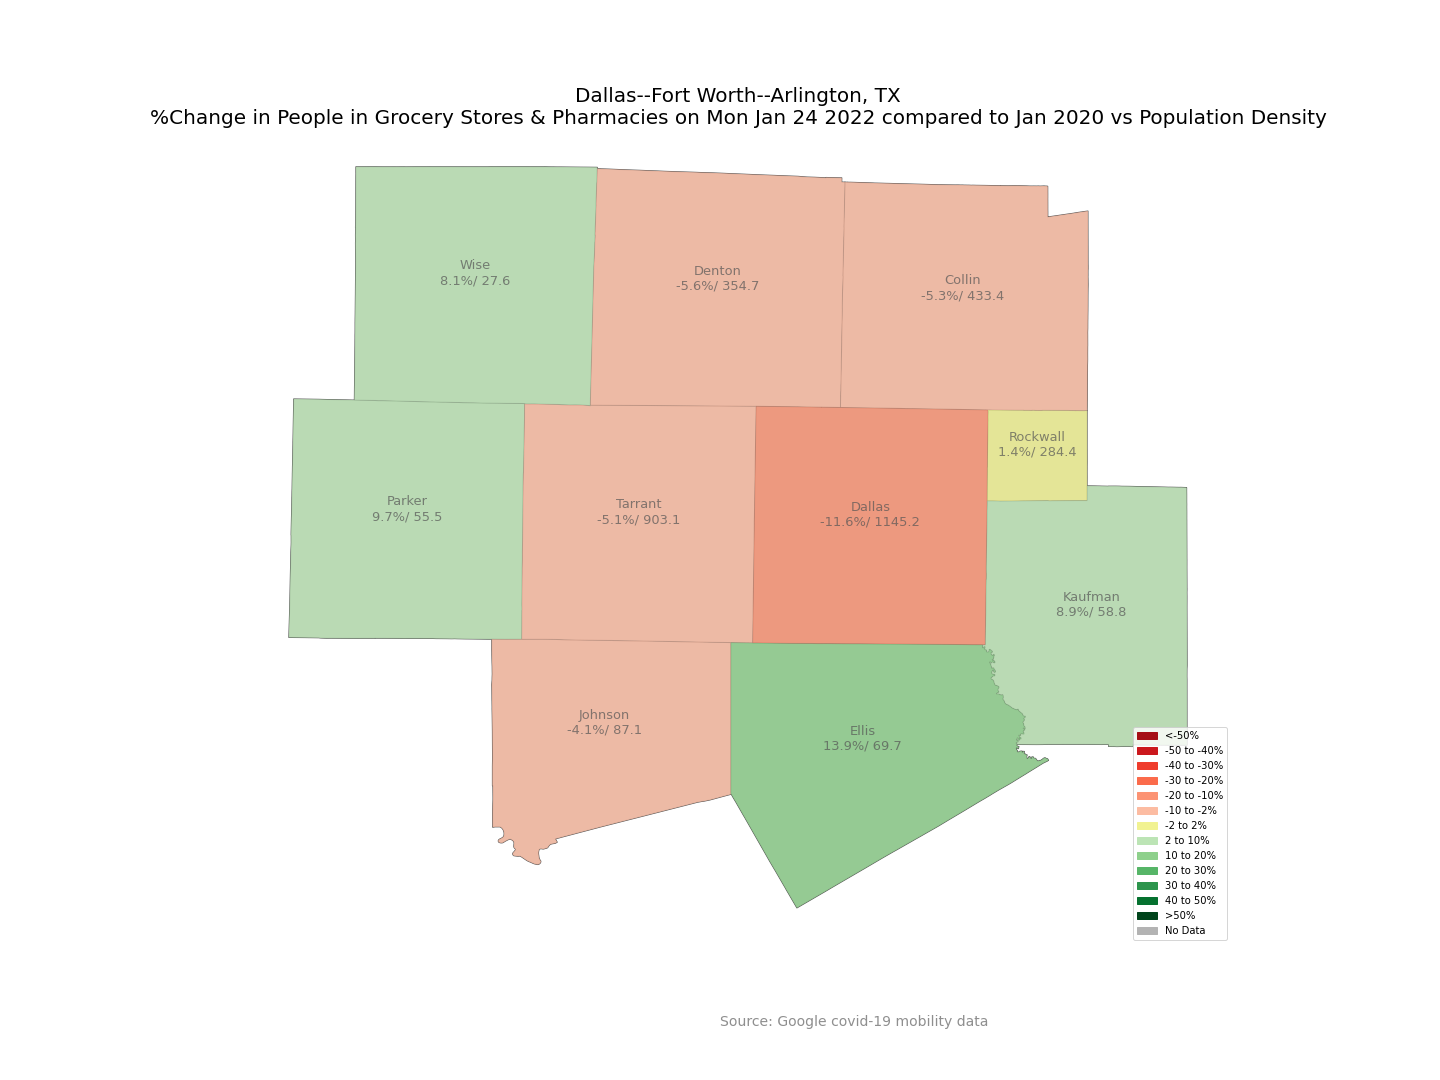 Dallas--Fort Worth--Arlington, TX
%Change in People in Grocery Stores & Pharmacies on Mon Jan 24 2022 compared to Jan 2020 vs Population Density
Wise
8.1%/ 27.6
Denton
-5.6%/ 354.7
Collin
-5.3%/ 433.4
Rockwall
1.4%/ 284.4
Parker
9.7%/ 55.5
Tarrant
-5.1%/ 903.1
Dallas
-11.6%/ 1145.2
Kaufman
8.9%/ 58.8
Johnson
-4.1%/ 87.1
Ellis
13.9%/ 69.7
<-50%
-50 to -40%
-40 to -30%
-30 to -20%
-20 to -10%
-10 to -2%
-2 to 2%
2 to 10%
10 to 20%
20 to 30%
30 to 40%
40 to 50%
>50%
No Data
Source: Google covid-19 mobility data